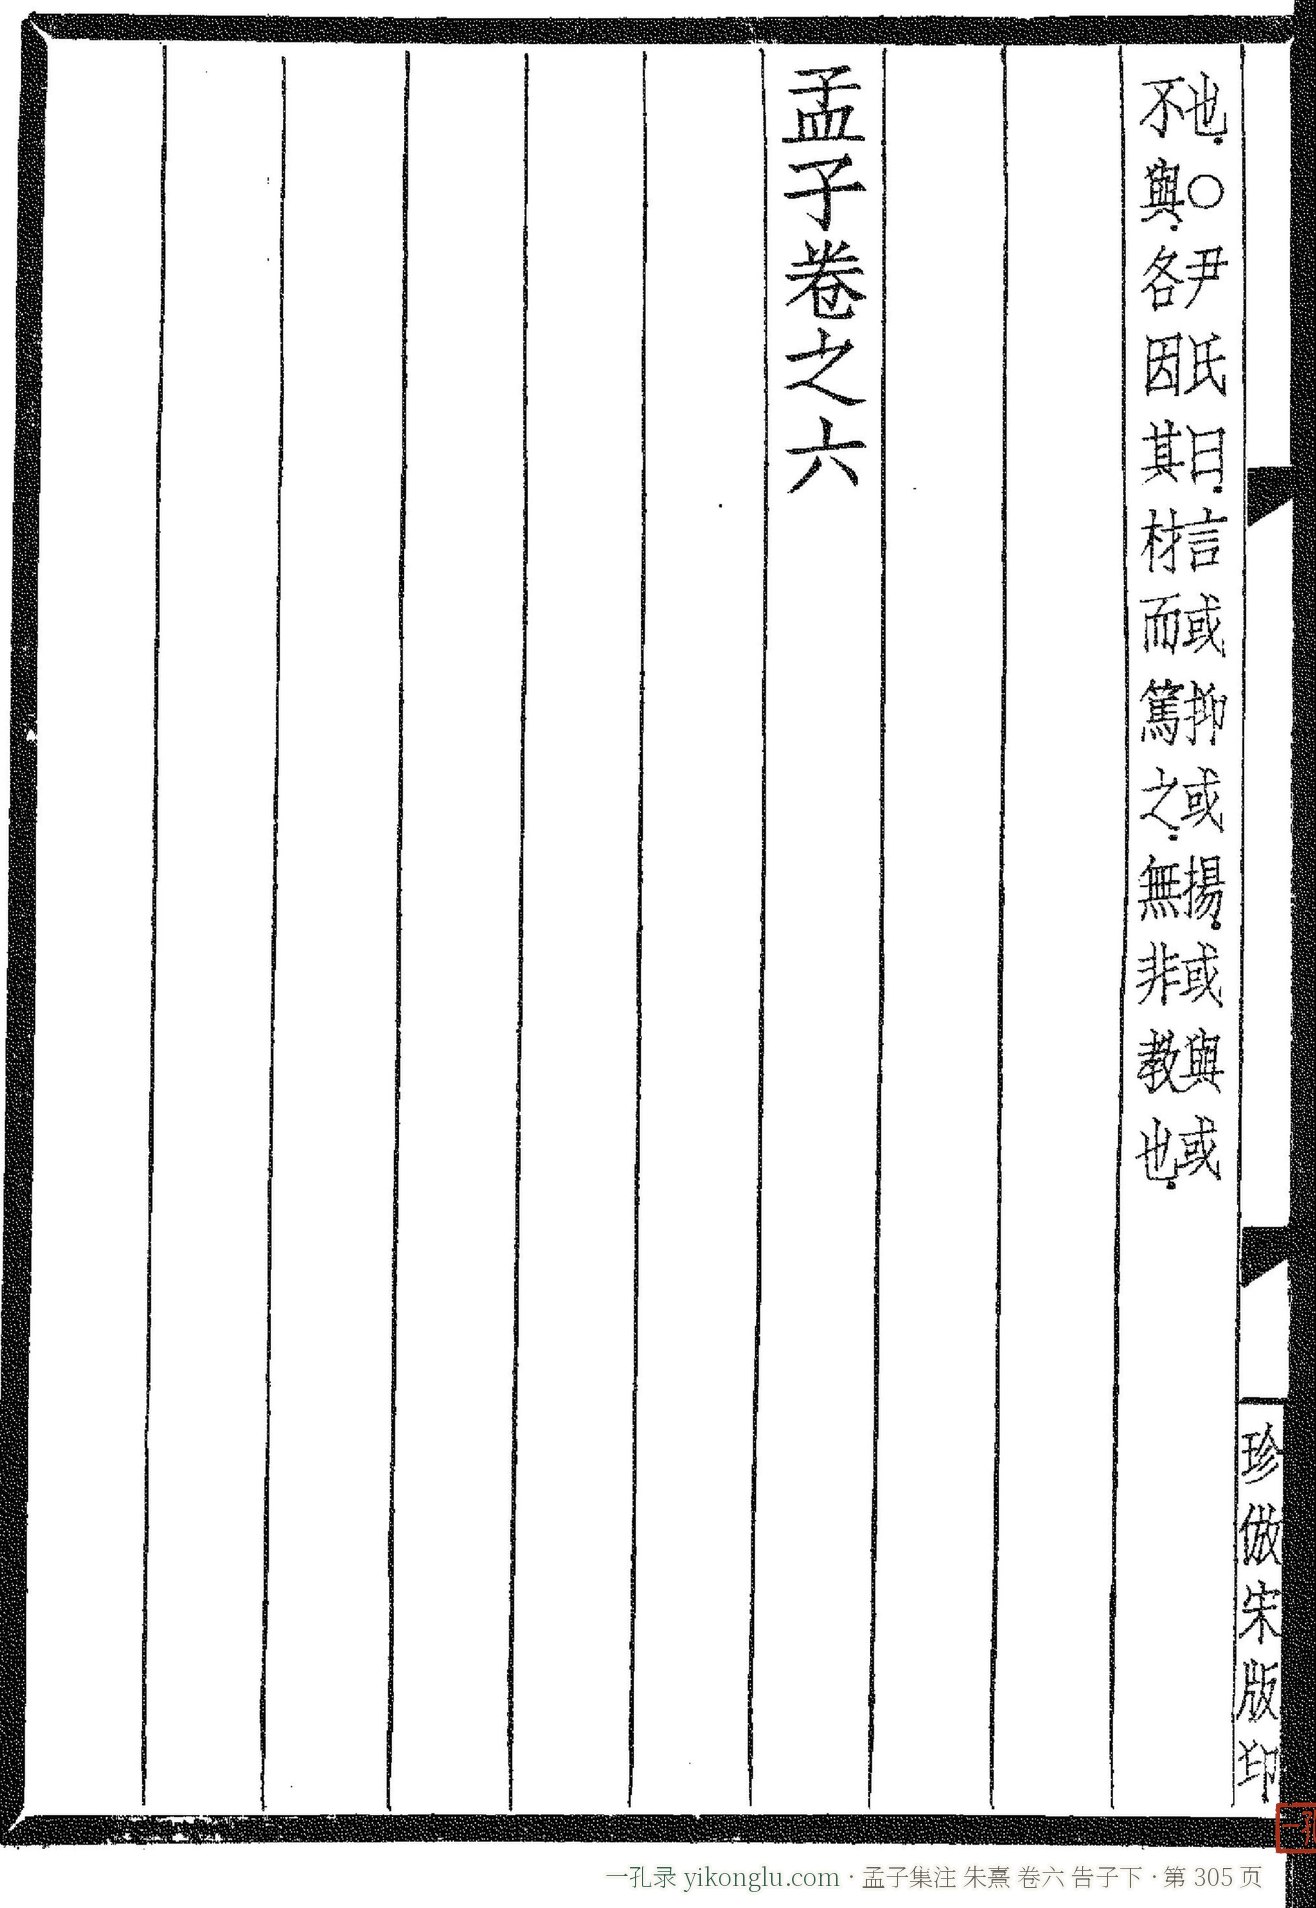 也○尹氏曰言或抑或揚或與或
不與各因其材而篤之無非教也
孟子卷之六
珍倣宋版印
一孔录 yikonglu.com · 孟子集注 朱熹 卷六 告子下 · 第 305 页